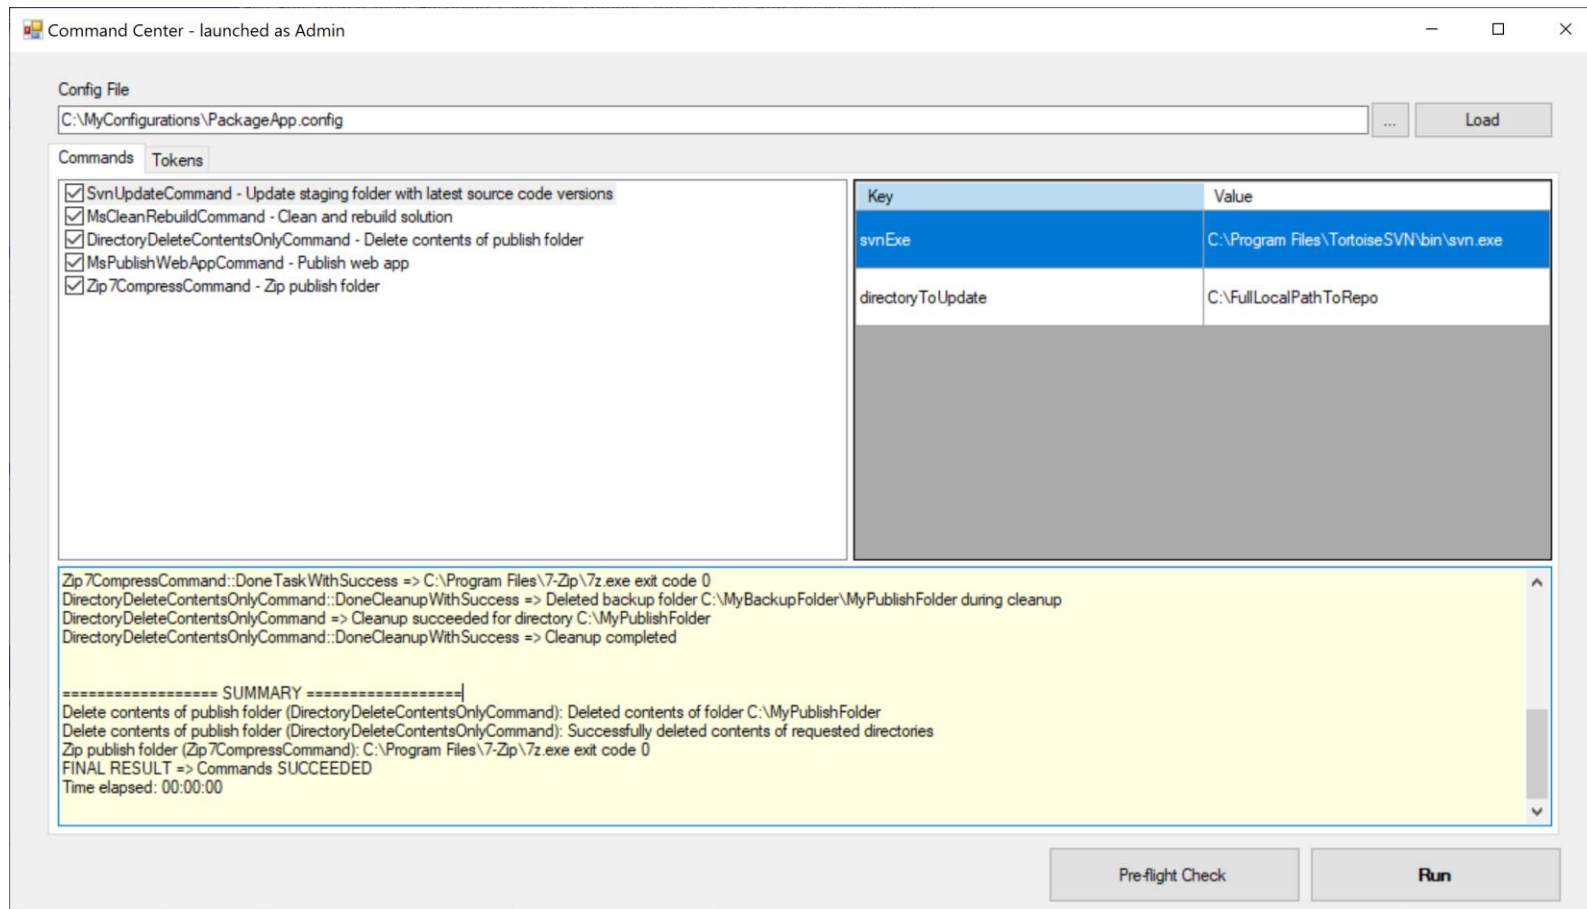 Command Center - launched as Admin
Config File
C:\MyConfigurations\PackageApp.config
...
Load
Commands
Tokens
SvnUpdateCommand - Update staging folder with latest source code versions
MsCleanRebuildCommand - Clean and rebuild solution
DirectoryDeleteContentsOnlyCommand - Delete contents of publish folder
MsPublishWebAppCommand - Publish web app
Zip7CompressCommand - Zip publish folder
Key Value
svnExe C:\Program Files\TortoiseSVN\bin\svn.exe
directoryToUpdate C:\FullLocalPathToRepo
Zip7CompressCommand::DoneTaskWithSuccess => C:\Program Files\7-Zip\7z.exe exit code 0
DirectoryDeleteContentsOnlyCommand::DoneCleanupWithSuccess => Deleted backup folder C:\MyBackupFolder\MyPublishFolder during cleanup
DirectoryDeleteContentsOnlyCommand => Cleanup succeeded for directory C:\MyPublishFolder
DirectoryDeleteContentsOnlyCommand::DoneCleanupWithSuccess => Cleanup completed
================== SUMMARY ==================
Delete contents of publish folder (DirectoryDeleteContentsOnlyCommand): Deleted contents of folder C:\MyPublishFolder
Delete contents of publish folder (DirectoryDeleteContentsOnlyCommand): Successfully deleted contents of requested directories
Zip publish folder (Zip7CompressCommand): C:\Program Files\7-Zip\7z.exe exit code 0
FINAL RESULT => Commands SUCCEEDED
Time elapsed: 00:00:00
Pre-flight Check
Run